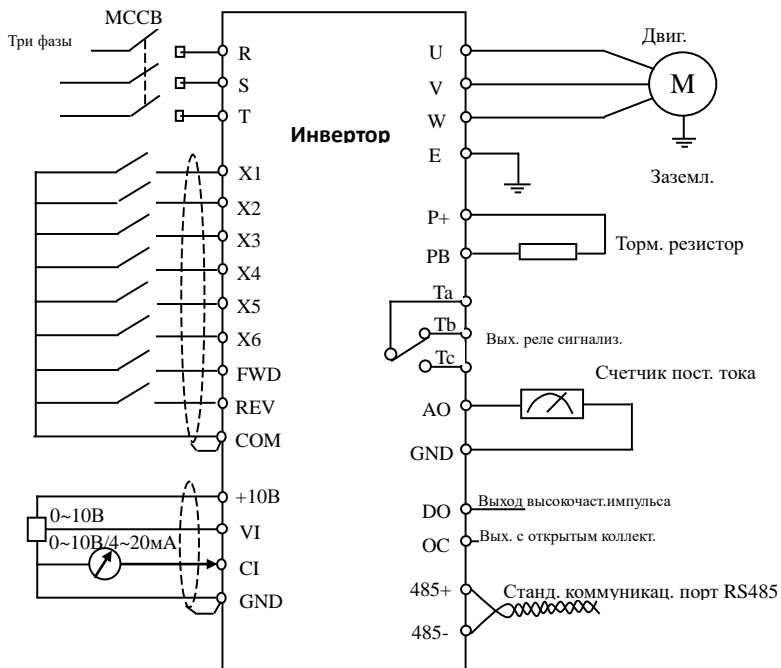 MCCB
Три фазы
R
S
T
Инвертор
X1
X2
X3
X4
X5
X6
FWD
REV
COM
+10В
0~10В
VI
0~10В/4~20мА
CI
GND
U
V
W
E
Двиг.
M
Заземл.
P+
PB
Торм. резистор
Ta
Tb
Tc
Вых. реле сигнализ.
Счетчик пост. тока
AO
GND
DO
Выход высокочаст.импульса
OC
Вых. с открытым коллект.
485+
485-
Станд. коммуникац. порт RS485